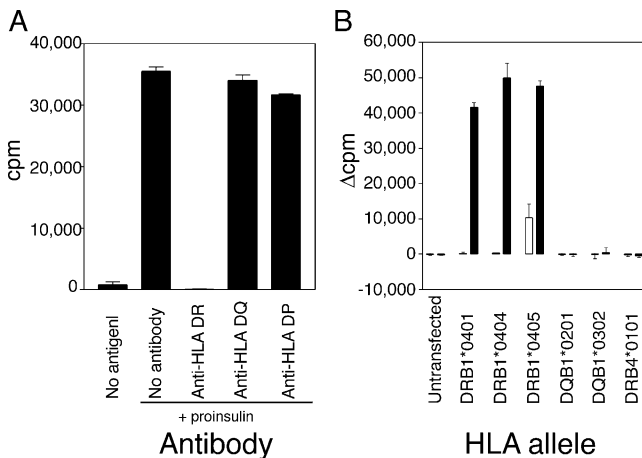 A
40,000
30,000
20,000
10,000
0
cpm
No antigenl
No antibody
Anti-HLA DR
Anti-HLA DQ
Anti-HLA DP
+ proinsulin
Antibody
B
60,000
50,000
40,000
30,000
20,000
10,000
0
-10,000
Δcpm
Untransfected
DRB1*0401
DRB1*0404
DRB1*0405
DQB1*0201
DQB1*0302
DRB4*0101
HLA allele